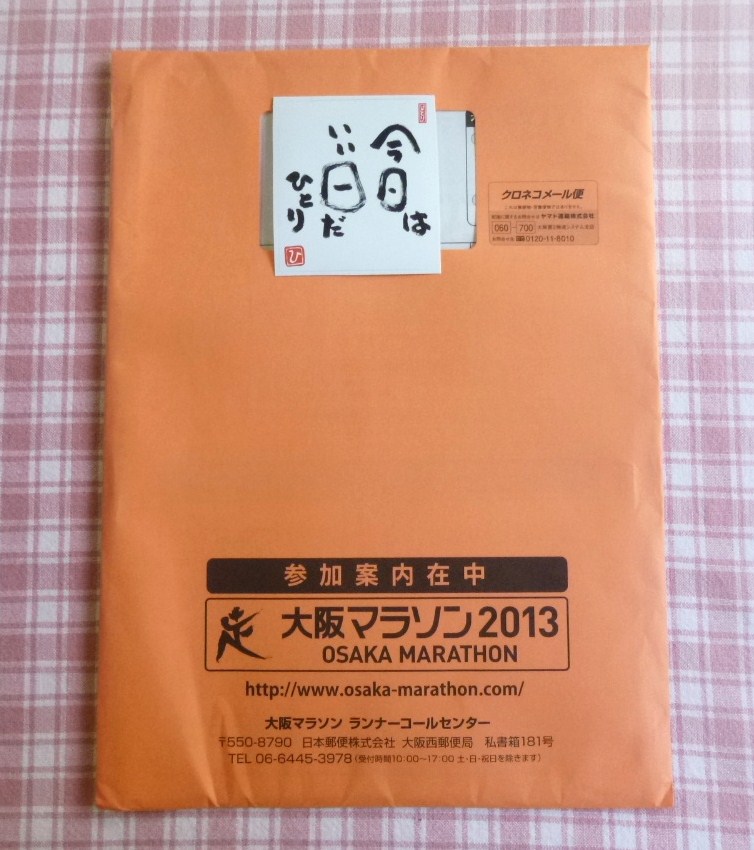 今日は
いい日だ
ひとり
ひ
クロネコメール便
ヤマト運輸株式会社
060-700
お問合せ先 0120-11-8010
参加案内在中
大阪マラソン2013
OSAKA MARATHON
http://www.osaka-marathon.com/
大阪マラソン ランナーコールセンター
〒550-8790 日本郵便株式会社 大阪西郵便局 私書箱181号
TEL 06-6445-3978(受付時間10:00〜17:00 土・日・祝日を除きます)